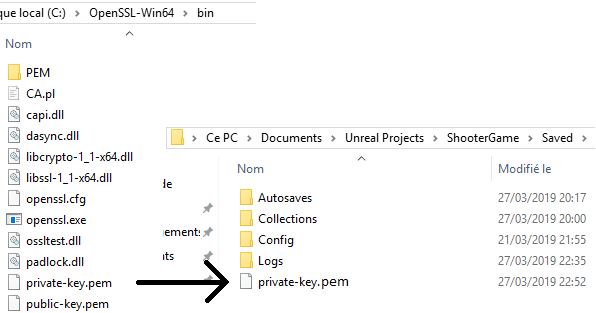 que local (C:) > OpenSSL-Win64 > bin
Nom
PEM
CA.pl
capi.dll
dasync.dll
libcrypto-1_1-x64.dll
libssl-1_1-x64.dll
openssl.cfg
openssl.exe
ossltest.dll
padlock.dll
private-key.pem
public-key.pem
Ce PC > Documents > Unreal Projects > ShooterGame > Saved >
Nom Modifié le
de
Autosaves 27/03/2019 20:17
Collections 27/03/2019 20:00
ements
Config 21/03/2019 21:55
nts
Logs 27/03/2019 22:35
private-key.pem 27/03/2019 22:52